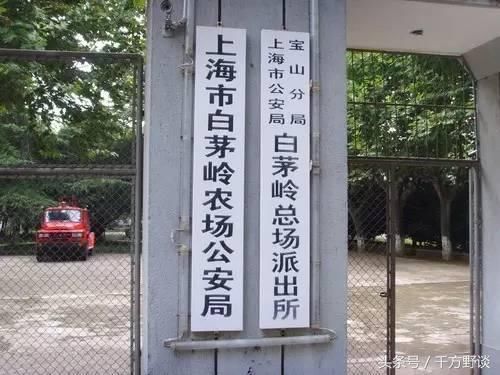 上海市白茅岭农场公安局
上海市公安局
宝山分局
白茅岭总场派出所
头条号 / 千方野谈